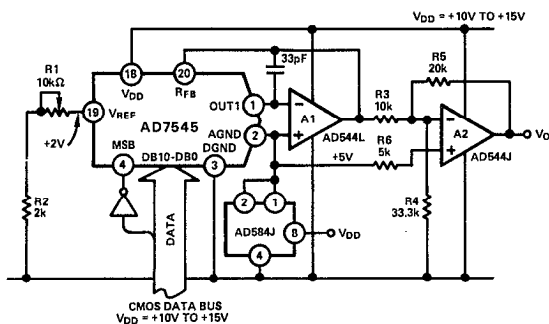 V_DD = +10V TO +15V
R1
10kΩ
18
V_DD
20
R_FB
33pF
R5
20k
19
V_REF
+2V
AD7545
OUT1
1
AGND
2
A1
AD544L
R3
10k
A2
AD544J
V_O
MSB
4
DB10-DB0
DGND
3
+5V
R6
5k
R2
2k
DATA
2
1
AD584J
8
V_DD
4
R4
33.3k
CMOS DATA BUS
V_DD = +10V TO +15V